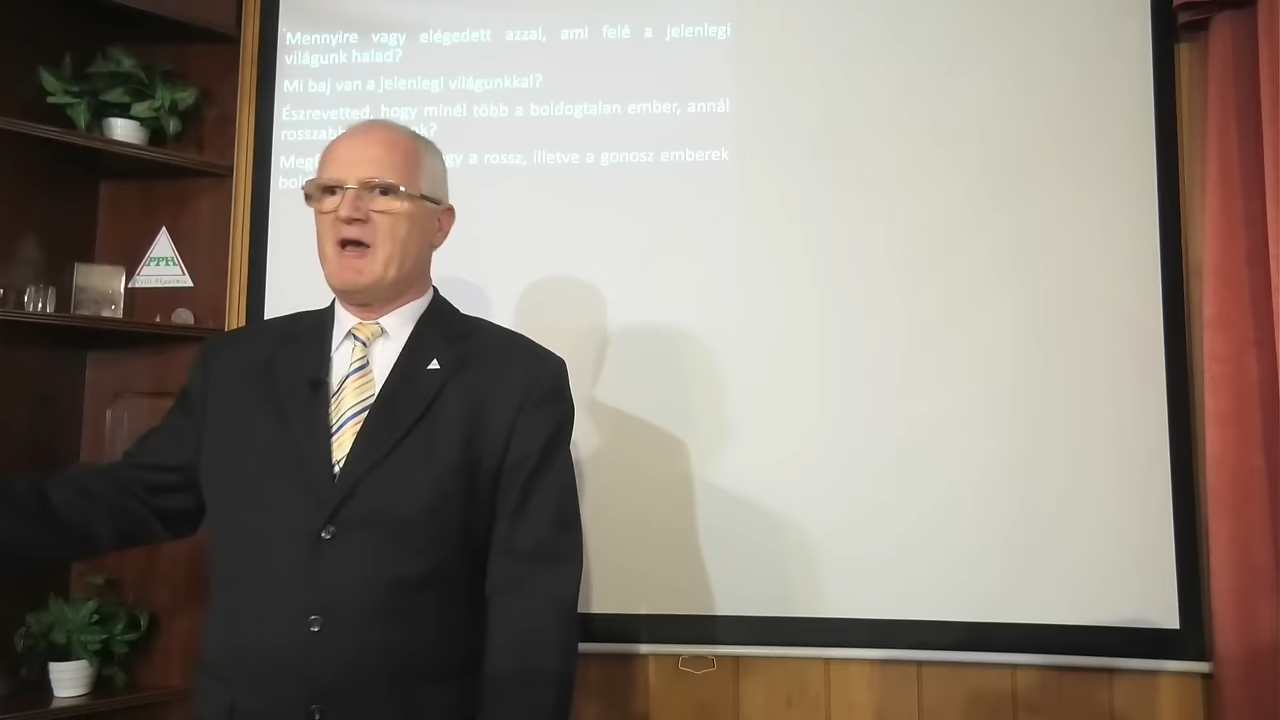 Mennyire vagy elégedett azzal, ami felé a jelenlegi
világunk halad?
Mi baj van a jelenlegi világunkkal?
Észrevetted, hogy minél több a boldogtalan ember, annál
rosszabb
a rossz, illetve a gonosz emberek
PPH